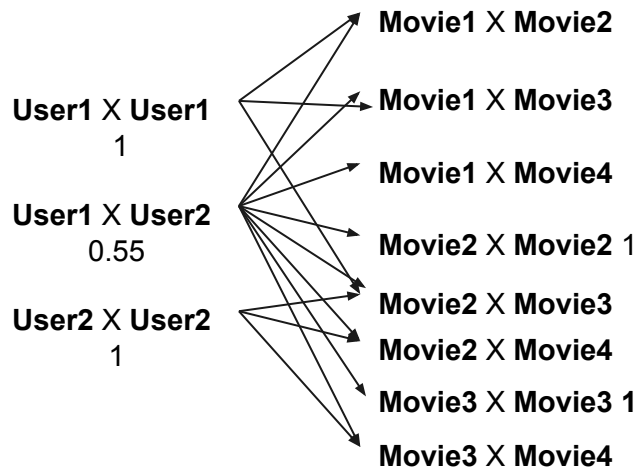 User1 X User1
1
User1 X User2
0.55
User2 X User2
1
Movie1 X Movie2
Movie1 X Movie3
Movie1 X Movie4
Movie2 X Movie2 1
Movie2 X Movie3
Movie2 X Movie4
Movie3 X Movie3 1
Movie3 X Movie4